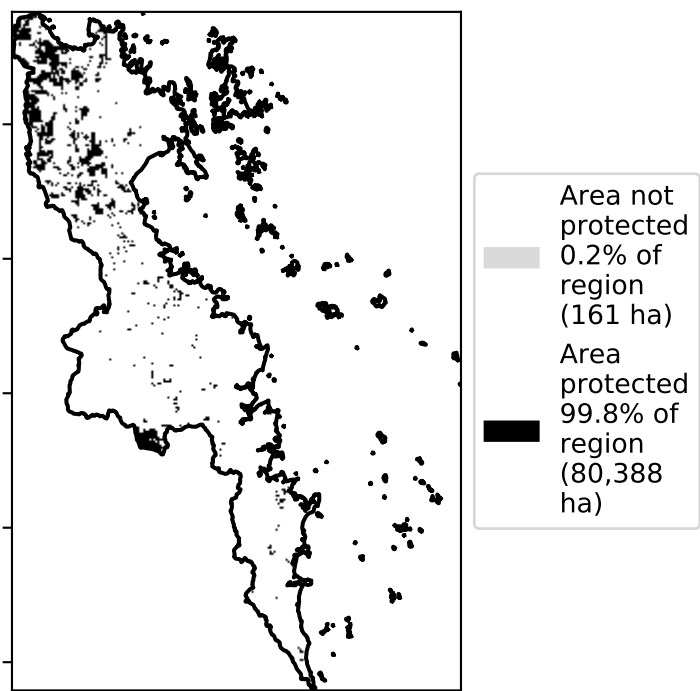 Area not
protected
0.2% of
region
(161 ha)
Area
protected
99.8% of
region
(80,388
ha)